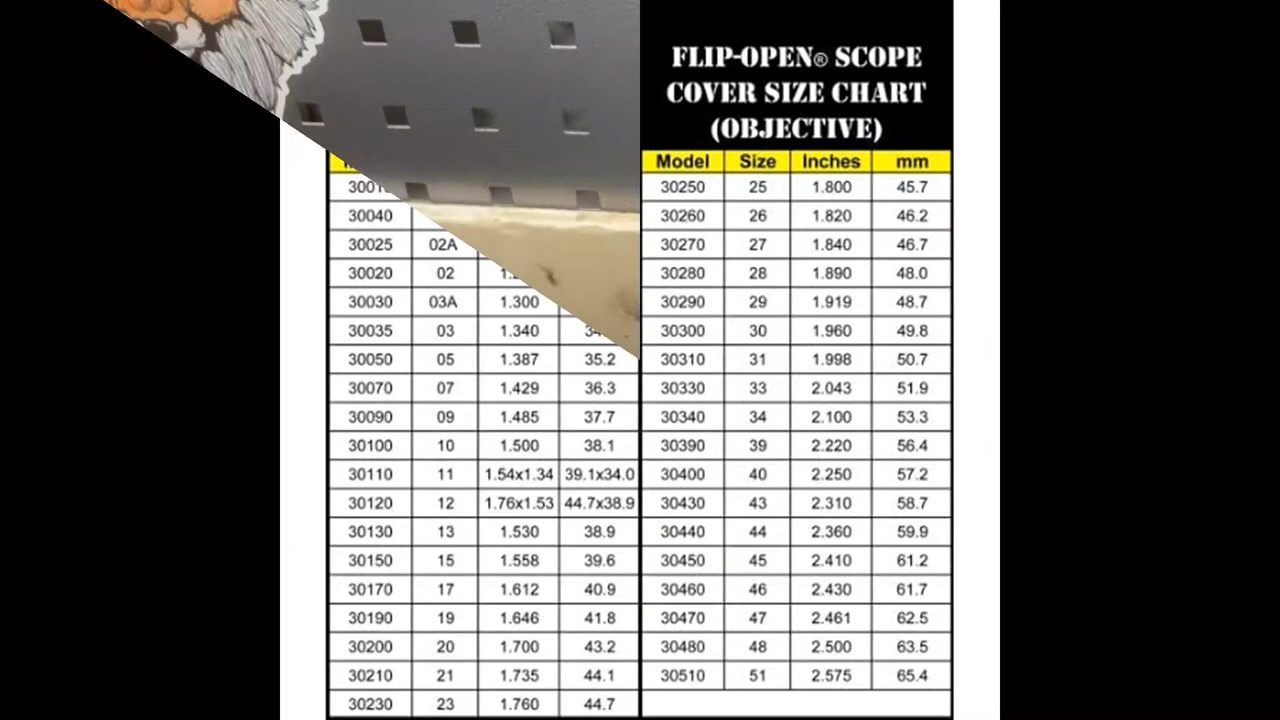 FLIP-OPEN® SCOPE
COVER SIZE CHART
(OBJECTIVE)
Model Size Inches mm
30040
30025 02A
30020 02
30030 03A 1.300
30035 03 1.340
30050 05 1.387 35.2
30070 07 1.429 36.3
30090 09 1.485 37.7
30100 10 1.500 38.1
30110 11 1.54x1.34 39.1x34.0
30120 12 1.76x1.53 44.7x38.9
30130 13 1.530 38.9
30150 15 1.558 39.6
30170 17 1.612 40.9
30190 19 1.646 41.8
30200 20 1.700 43.2
30210 21 1.735 44.1
30230 23 1.760 44.7
30250 25 1.800 45.7
30260 26 1.820 46.2
30270 27 1.840 46.7
30280 28 1.890 48.0
30290 29 1.919 48.7
30300 30 1.960 49.8
30310 31 1.998 50.7
30330 33 2.043 51.9
30340 34 2.100 53.3
30390 39 2.220 56.4
30400 40 2.250 57.2
30430 43 2.310 58.7
30440 44 2.360 59.9
30450 45 2.410 61.2
30460 46 2.430 61.7
30470 47 2.461 62.5
30480 48 2.500 63.5
30510 51 2.575 65.4